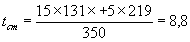 t_cm = (15×131×+5×219)/350 = 8,8